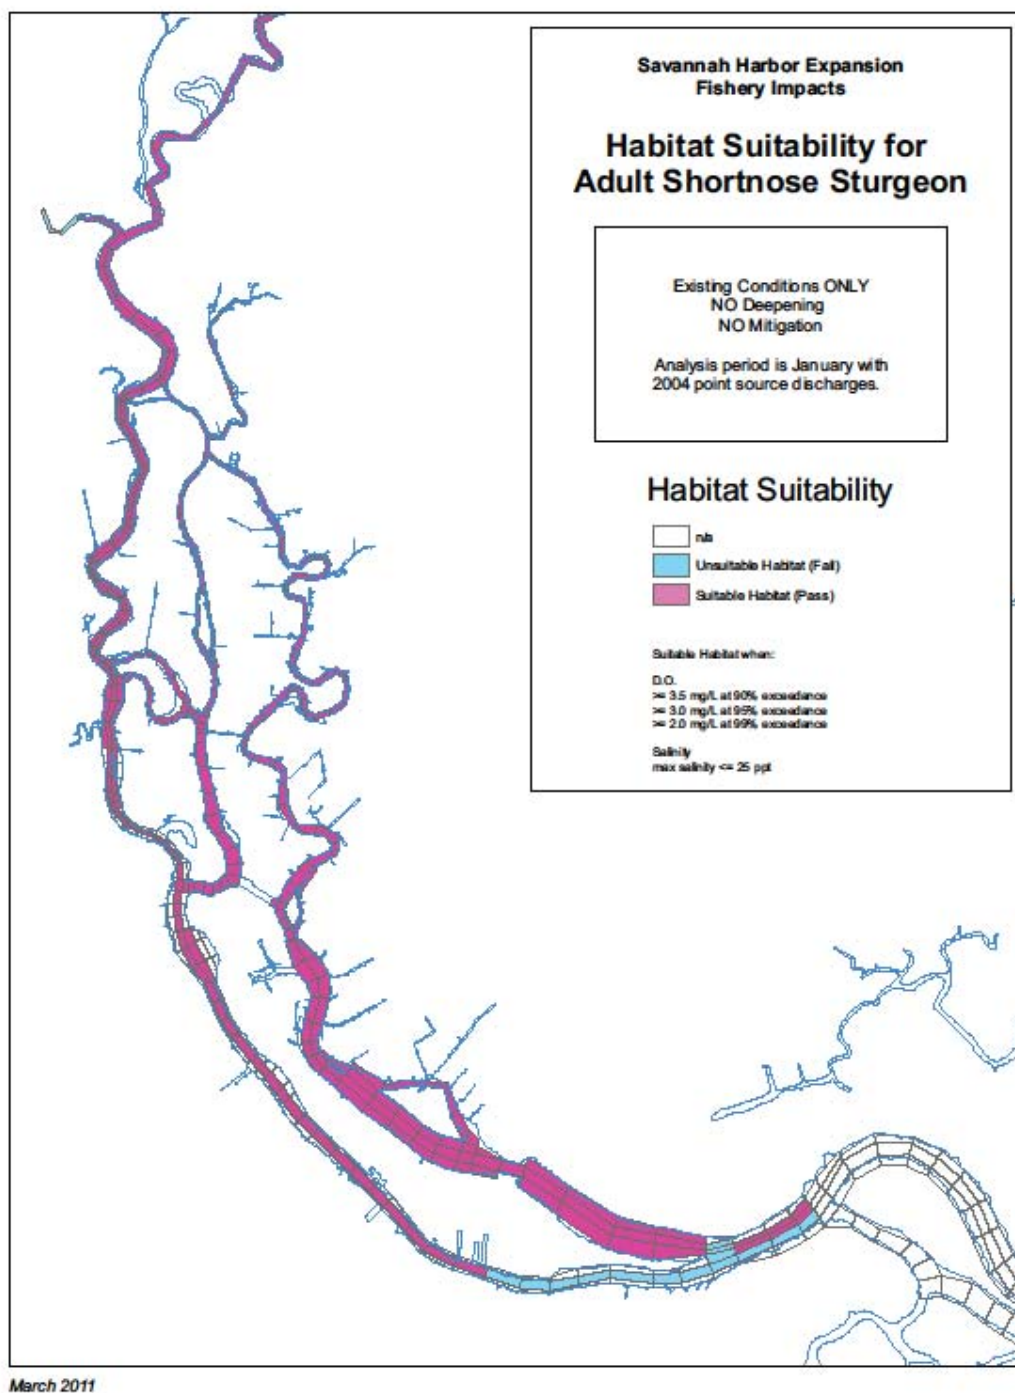 Savannah Harbor Expansion
Fishery Impacts
Habitat Suitability for
Adult Shortnose Sturgeon
Existing Conditions ONLY
NO Deepening
NO Mitigation
Analysis period is January with
2004 point source discharges.
Habitat Suitability
n/a
Unsuitable Habitat (Fail)
Suitable Habitat (Pass)
Suitable Habitat when:
D.O.
>= 3.5 mg/L at 90% exceedance
>= 3.0 mg/L at 95% exceedance
>= 2.0 mg/L at 99% exceedance
Salinity
max salinity <= 25 ppt
March 2011